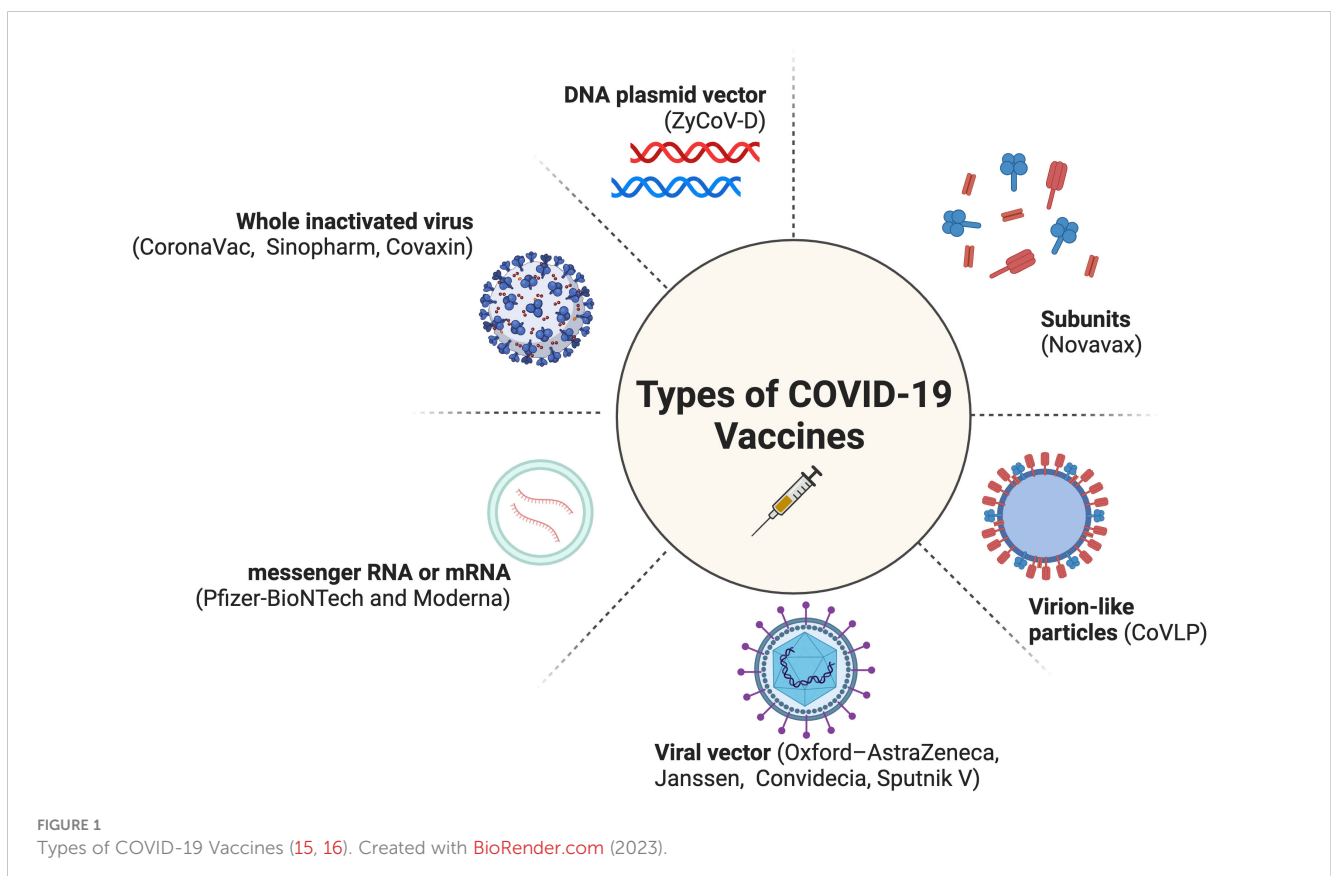 DNA plasmid vector
(ZyCoV-D)
Whole inactivated virus
(CoronaVac, Sinopharm, Covaxin)
Subunits
(Novavax)
Types of COVID-19
Vaccines
messenger RNA or mRNA
(Pfizer-BioNTech and Moderna)
Virion-like
particles (CoVLP)
Viral vector (Oxford–AstraZeneca,
Janssen, Convidecia, Sputnik V)
FIGURE 1
Types of COVID-19 Vaccines (15, 16). Created with BioRender.com (2023).